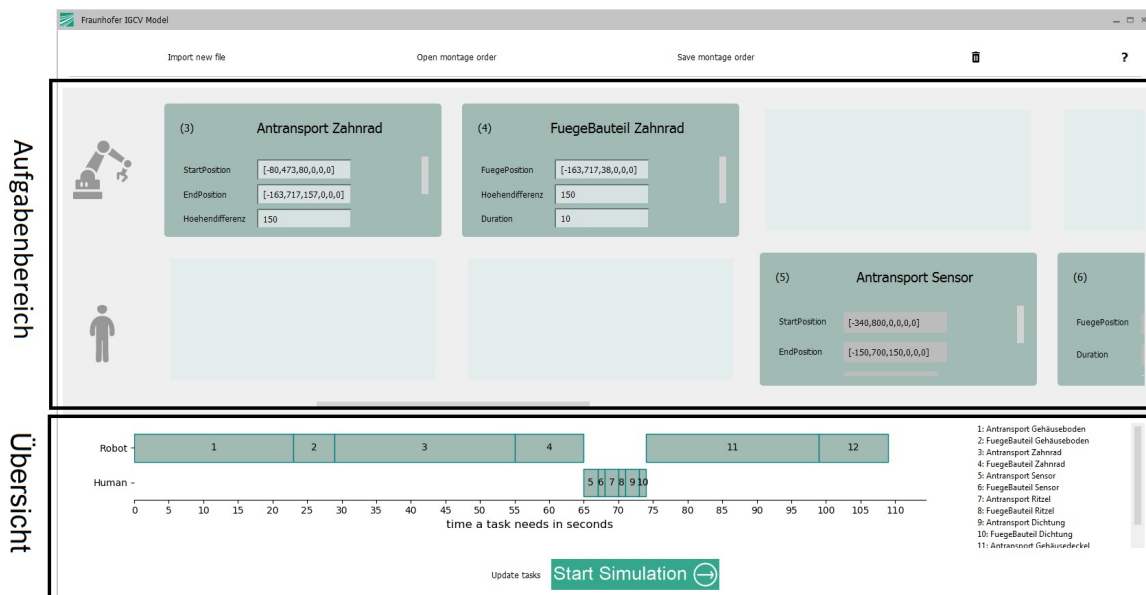 Fraunhofer IGCV Model
Import new file
Open montage order
Save montage order
?
Aufgabenbereich
(3) Antransport Zahnrad
StartPosition [-80,473,80,0,0,0]
EndPosition [-163,717,157,0,0,0]
Hoehendifferenz 150
(4) FuegeBauteil Zahnrad
FuegePosition [-163,717,38,0,0,0]
Hoehendifferenz 150
Duration 10
(5) Antransport Sensor
StartPosition [-340,800,0,0,0,0]
EndPosition [-150,700,150,0,0,0]
(6)
FuegePosition
Duration
Übersicht
Robot 1 2 3 4 11 12
Human 5 6 7 8 9 10
0 5 10 15 20 25 30 35 40 45 50 55 60 65 70 75 80 85 90 95 100 105 110
time a task needs in seconds
1: Antransport Gehäuseboden
2: FuegeBauteil Gehäuseboden
3: Antransport Zahnrad
4: FuegeBauteil Zahnrad
5: Antransport Sensor
6: FuegeBauteil Sensor
7: Antransport Ritzel
8: FuegeBauteil Ritzel
9: Antransport Dichtung
10: FuegeBauteil Dichtung
11: Antransport Gehäusedeckel
Update tasks
Start Simulation